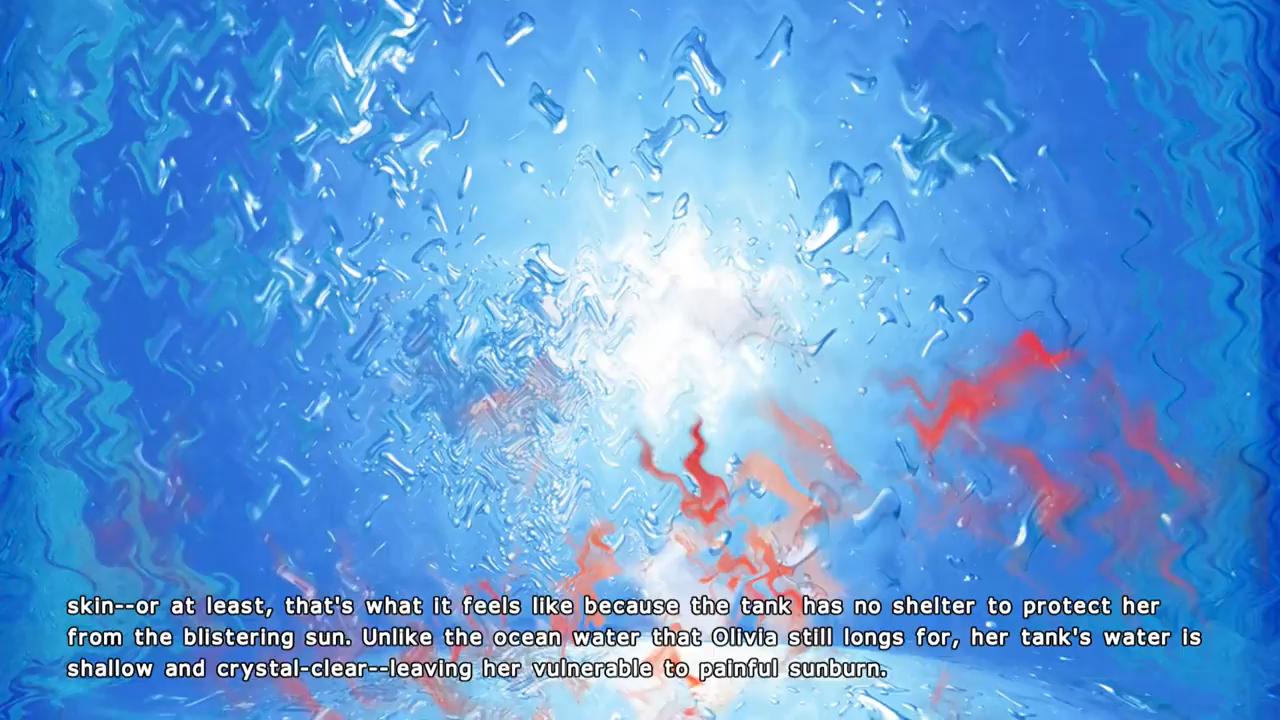 skin--or at least, that's what it feels like because the tank has no shelter to protect her
from the blistering sun. Unlike the ocean water that Olivia still longs for, her tank's water is
shallow and crystal-clear--leaving her vulnerable to painful sunburn.